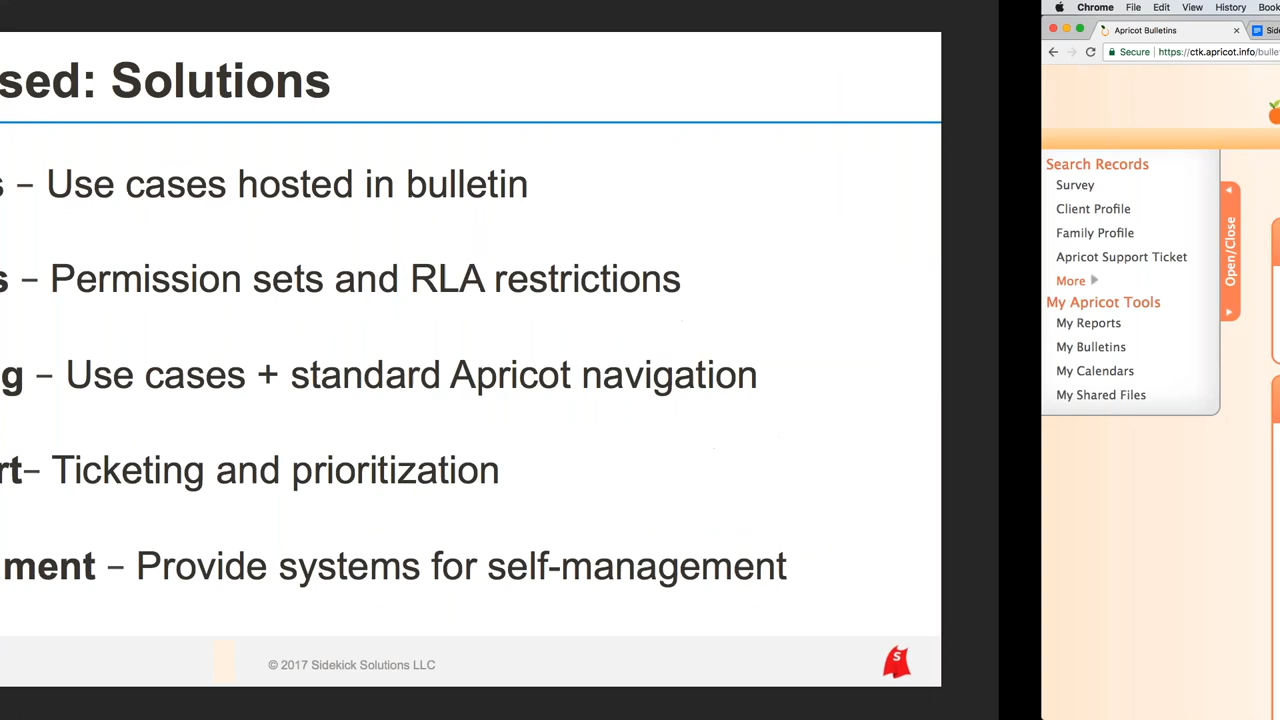 sed: Solutions
s – Use cases hosted in bulletin
s – Permission sets and RLA restrictions
g – Use cases + standard Apricot navigation
rt– Ticketing and prioritization
ment – Provide systems for self-management
© 2017 Sidekick Solutions LLC
S
Chrome File Edit View History Book
Apricot Bulletins × Side
Secure https://ctk.apricot.info/bulle
Search Records
Survey
Client Profile
Family Profile
Apricot Support Ticket
More
My Apricot Tools
My Reports
My Bulletins
My Calendars
My Shared Files
Open/Close